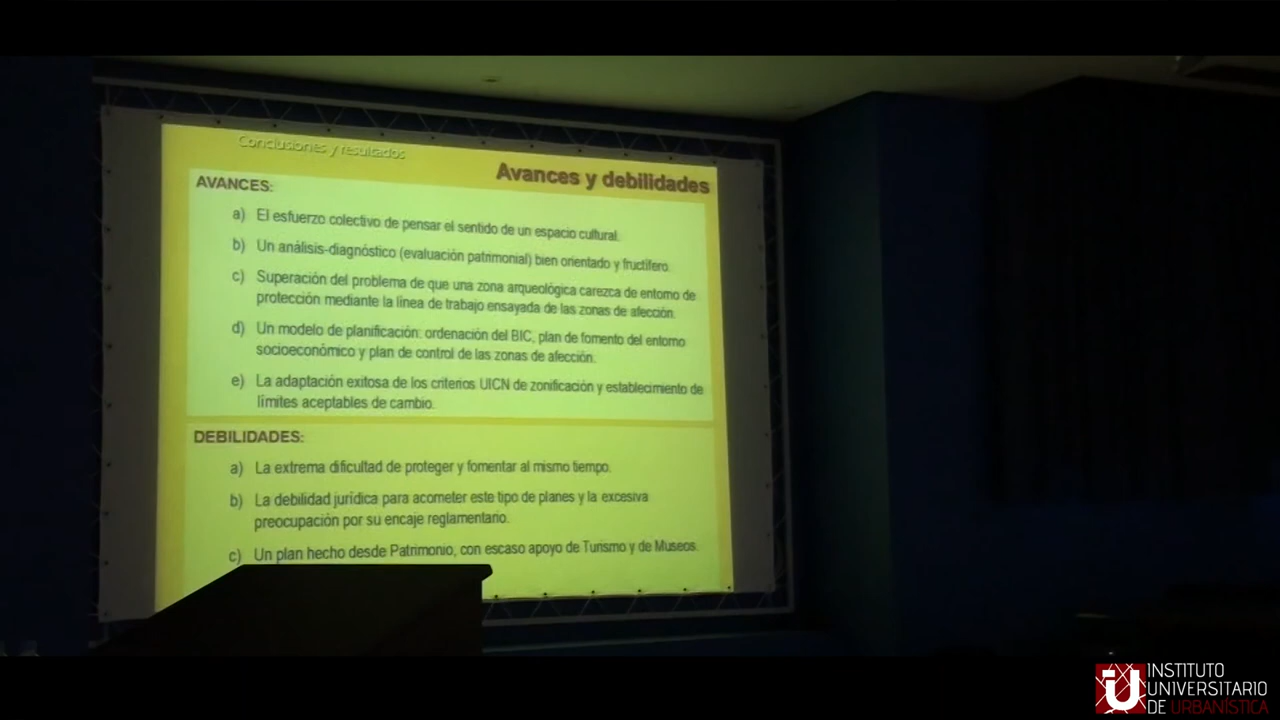 Conclusiones y resultados
Avances y debilidades
AVANCES:
a) El esfuerzo colectivo de pensar el sentido de un espacio cultural.
b) Un análisis-diagnóstico (evaluación patrimonial) bien orientado y fructífero.
c) Superación del problema de que una zona arqueológica carezca de entorno de
protección mediante la línea de trabajo ensayada de las zonas de afección.
d) Un modelo de planificación: ordenación del BIC, plan de fomento del entorno
socioeconómico y plan de control de las zonas de afección.
e) La adaptación exitosa de los criterios UICN de zonificación y establecimiento de
límites aceptables de cambio.
DEBILIDADES:
a) La extrema dificultad de proteger y fomentar al mismo tiempo.
b) La debilidad jurídica para acometer este tipo de planes y la excesiva
preocupación por su encaje reglamentario.
c) Un plan hecho desde Patrimonio, con escaso apoyo de Turismo y de Museos.
iU
INSTITUTO
UNIVERSITARIO
DE URBANÍSTICA